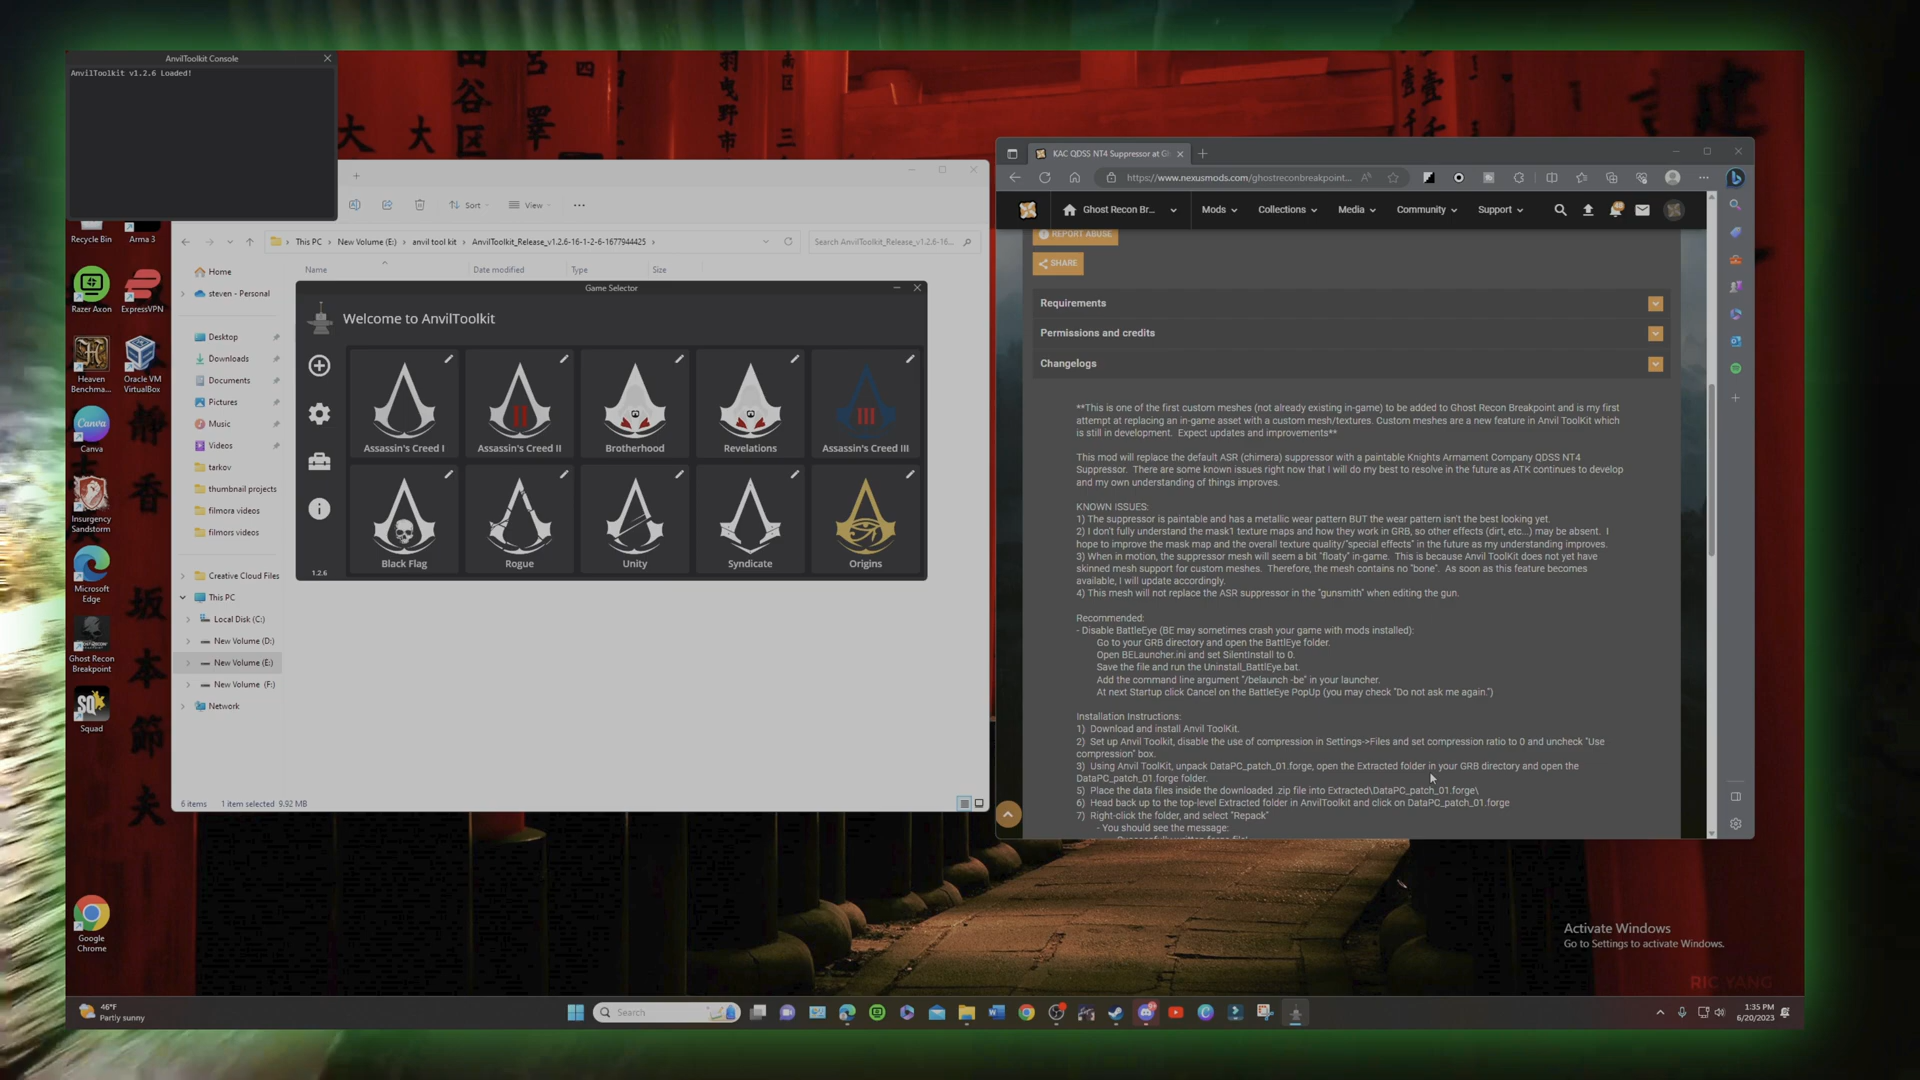 AnvilToolkit Console
AnvilToolkit v1.2.6 Loaded!
Recycle Bin
Arma 3
Razer Axon
ExpressVPN
Heaven Benchma...
Oracle VM VirtualBox
Canva
Insurgency Sandstorm
Microsoft Edge
Ghost Recon Breakpoint
Squad
Google Chrome
Sort
View
This PC
New Volume (E:)
anvil tool kit
AnvilToolkit_Release_v1.2.6-16-1-2-6-1677944425
Search AnvilToolkit_Release_v1.2.6-16...
Name
Date modified
Type
Size
Home
steven - Personal
Desktop
Downloads
Documents
Pictures
Music
Videos
tarkov
thumbnail projects
filmora videos
filmors videos
Creative Cloud Files
This PC
Local Disk (C:)
New Volume (D:)
New Volume (E:)
New Volume (F:)
Network
6 items
1 item selected 9.92 MB
Game Selector
Welcome to AnvilToolkit
Assassin's Creed I
Assassin's Creed II
Brotherhood
Revelations
Assassin's Creed III
Black Flag
Rogue
Unity
Syndicate
Origins
1.2.6
KAC QDSS NT4 Suppressor at G
https://www.nexusmods.com/ghostreconbreakpoint...
Ghost Recon Br...
Mods
Collections
Media
Community
Support
REPORT ABUSE
SHARE
Requirements
Permissions and credits
Changelogs
**This is one of the first custom meshes (not already existing in-game) to be added to Ghost Recon Breakpoint and is my first
attempt at replacing an in-game asset with a custom mesh/textures. Custom meshes are a new feature in Anvil ToolKit which
is still in development. Expect updates and improvements**
This mod will replace the default ASR (chimera) suppressor with a paintable Knights Armament Company QDSS NT4
Suppressor. There are some known issues right now that I will do my best to resolve in the future as ATK continues to develop
and my own understanding of things improves.
KNOWN ISSUES:
1) The suppressor is paintable and has a metallic wear pattern BUT the wear pattern isn't the best looking yet.
2) I don't fully understand the mask1 texture maps and how they work in GRB, so other effects (dirt, etc...) may be absent. I
hope to improve the mask map and the overall texture quality/"special effects" in the future as my understanding improves.
3) When in motion, the suppressor mesh will seem a bit "floaty" in-game. This is because Anvil ToolKit does not yet have
skinned mesh support for custom meshes. Therefore, the mesh contains no "bone". As soon as this feature becomes
available, I will update accordingly.
4) This mesh will not replace the ASR suppressor in the "gunsmith" when editing the gun.
Recommended:
- Disable BattleEye (BE may sometimes crash your game with mods installed):
Go to your GRB directory and open the BattlEye folder.
Open BELauncher.ini and set SilentInstall to 0.
Save the file and run the Uninstall_BattlEye.bat.
Add the command line argument "/belaunch -be" in your launcher.
At next Startup click Cancel on the BattleEye PopUp (you may check "Do not ask me again.")
Installation Instructions:
1) Download and install Anvil ToolKit.
2) Set up Anvil Toolkit, disable the use of compression in Settings->Files and set compression ratio to 0 and uncheck "Use
compression" box.
3) Using Anvil ToolKit, unpack DataPC_patch_01.forge, open the Extracted folder in your GRB directory and open the
DataPC_patch_01.forge folder.
5) Place the data files inside the downloaded .zip file into Extracted\DataPC_patch_01.forge\
6) Head back up to the top-level Extracted folder in AnvilToolkit and click on DataPC_patch_01.forge
7) Right-click the folder, and select "Repack"
- You should see the message:
Activate Windows
Go to Settings to activate Windows.
RIC YANG
46°F
Partly sunny
Search
1:35 PM
6/20/2023